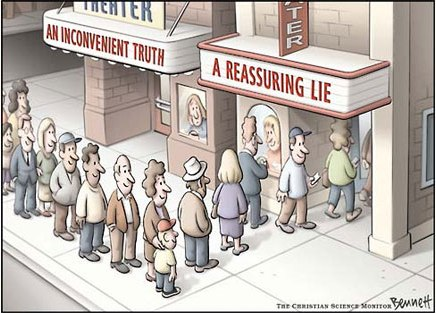 THEATER
AN INCONVENIENT TRUTH
TER
A REASSURING LIE
THE CHRISTIAN SCIENCE MONITOR
Bennett